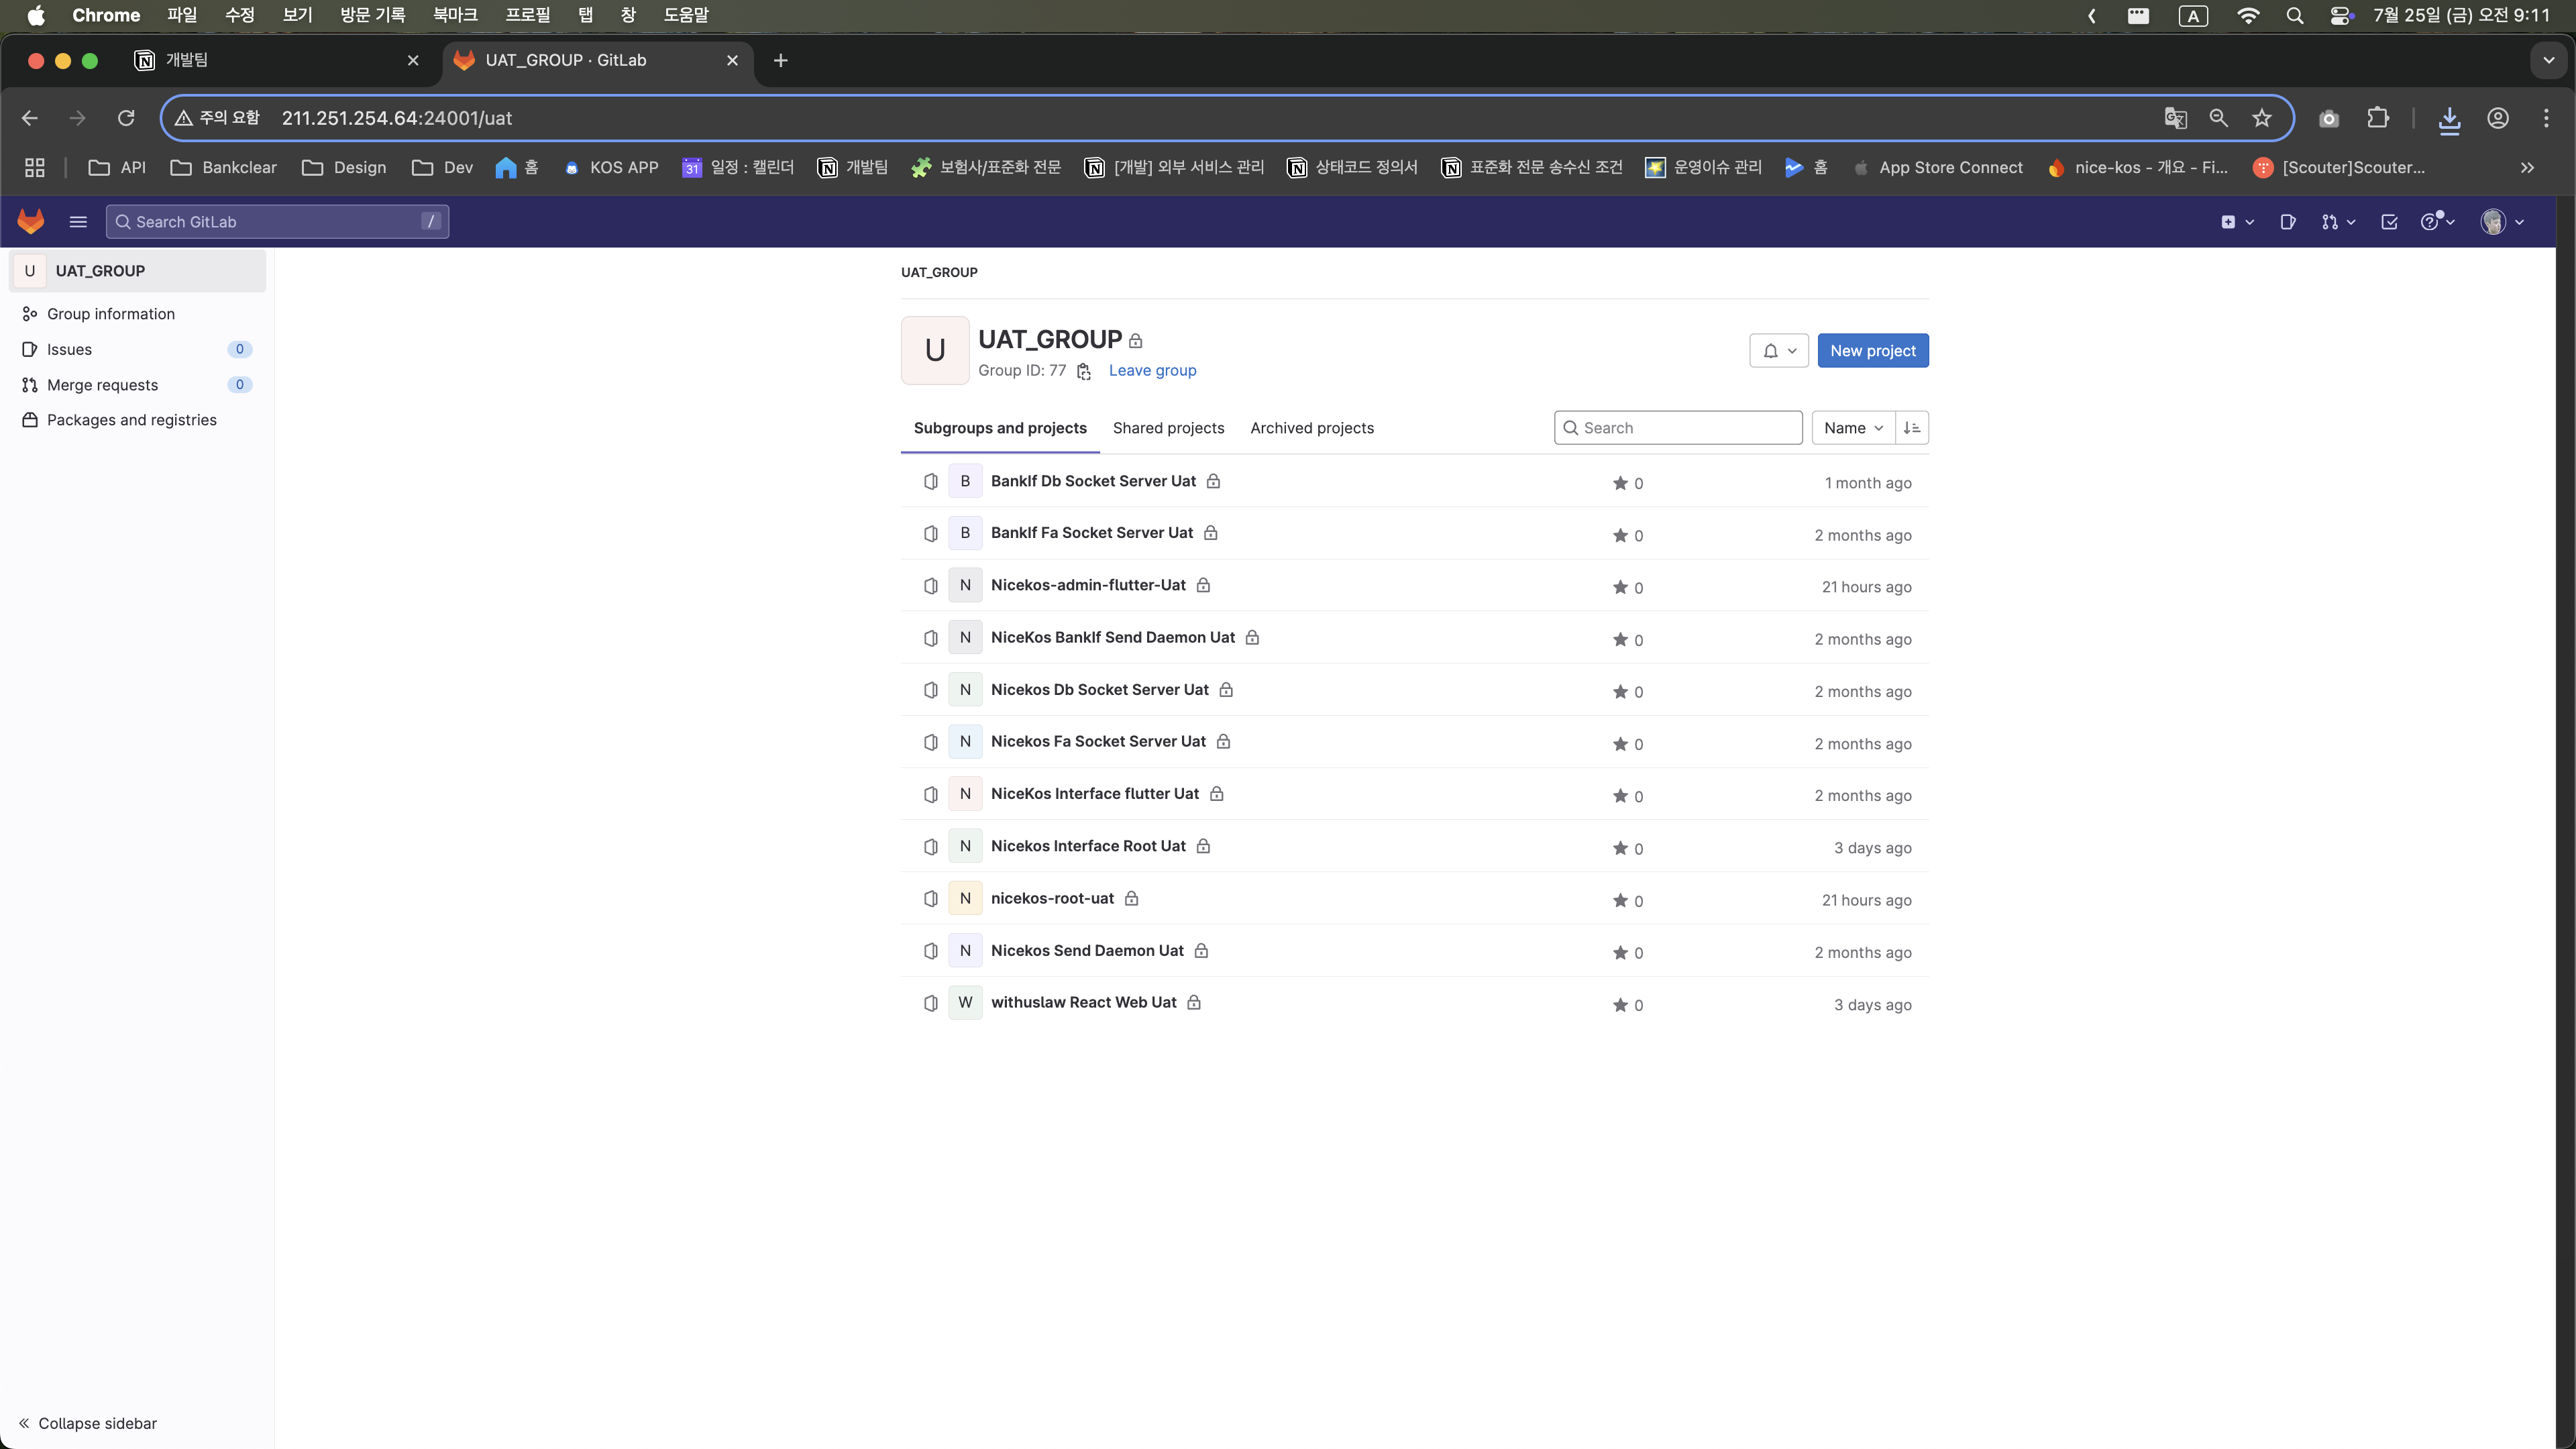 Chrome 파일 수정 보기 방문 기록 북마크 프로필 탭 창 도움말 A 7월 25일 (금) 오전 9:11
개발팀 UAT_GROUP · GitLab
주의 요함 211.251.254.64:24001/uat
API Bankclear Design Dev 홈 KOS APP 31 일정 : 캘린더 개발팀 보험사/표준화 전문 [개발] 외부 서비스 관리 상태코드 정의서 표준화 전문 송수신 조건 운영이슈 관리 홈 App Store Connect nice-kos - 개요 - Fi... [Scouter]Scouter...
Search GitLab /
U UAT_GROUP
Group information
Issues 0
Merge requests 0
Packages and registries
Collapse sidebar
UAT_GROUP
U
UAT_GROUP
Group ID: 77 Leave group
New project
Subgroups and projects Shared projects Archived projects Search Name
B BankIf Db Socket Server Uat 0 1 month ago
B BankIf Fa Socket Server Uat 0 2 months ago
N Nicekos-admin-flutter-Uat 0 21 hours ago
N NiceKos BankIf Send Daemon Uat 0 2 months ago
N Nicekos Db Socket Server Uat 0 2 months ago
N Nicekos Fa Socket Server Uat 0 2 months ago
N NiceKos Interface flutter Uat 0 2 months ago
N Nicekos Interface Root Uat 0 3 days ago
N nicekos-root-uat 0 21 hours ago
N Nicekos Send Daemon Uat 0 2 months ago
W withuslaw React Web Uat 0 3 days ago